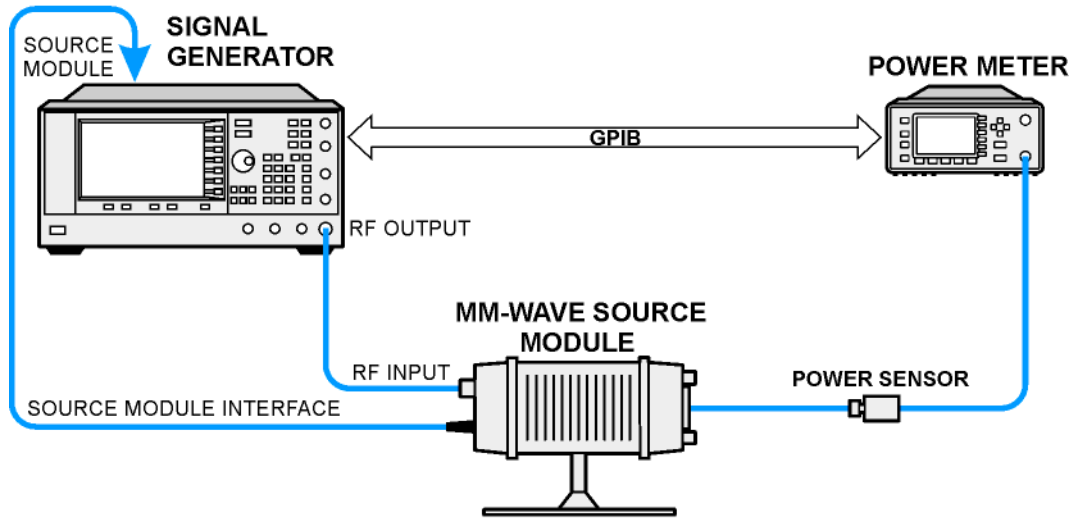 SIGNAL
GENERATOR
SOURCE
MODULE
POWER METER
GPIB
RF OUTPUT
MM-WAVE SOURCE
MODULE
RF INPUT
POWER SENSOR
SOURCE MODULE INTERFACE